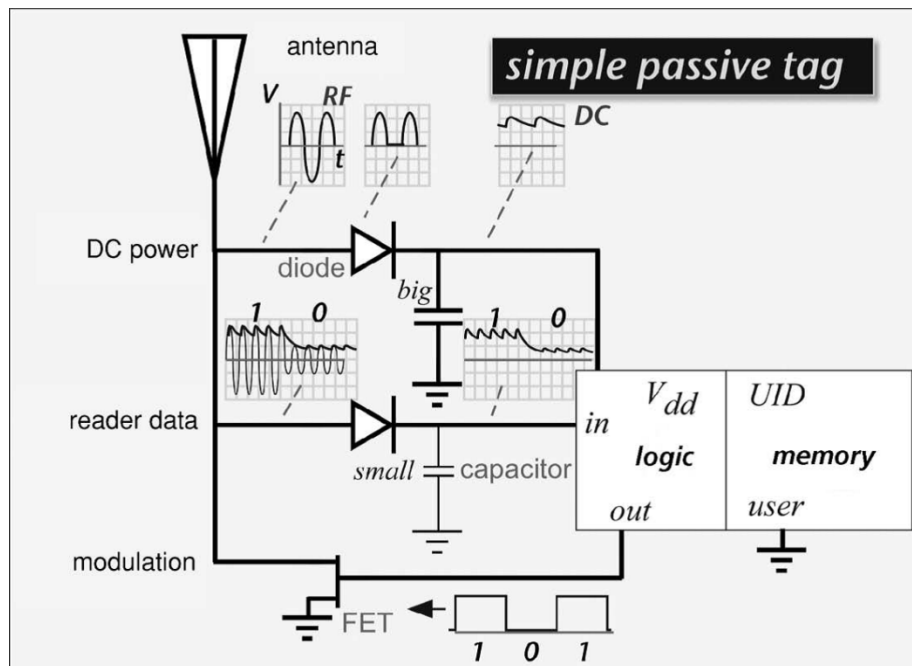 antenna
simple passive tag
V
RF
t
DC
DC power
diode
big
1 0
1 0
reader data
in
V_dd
UID
logic
memory
small
capacitor
out
user
modulation
FET
1 0 1